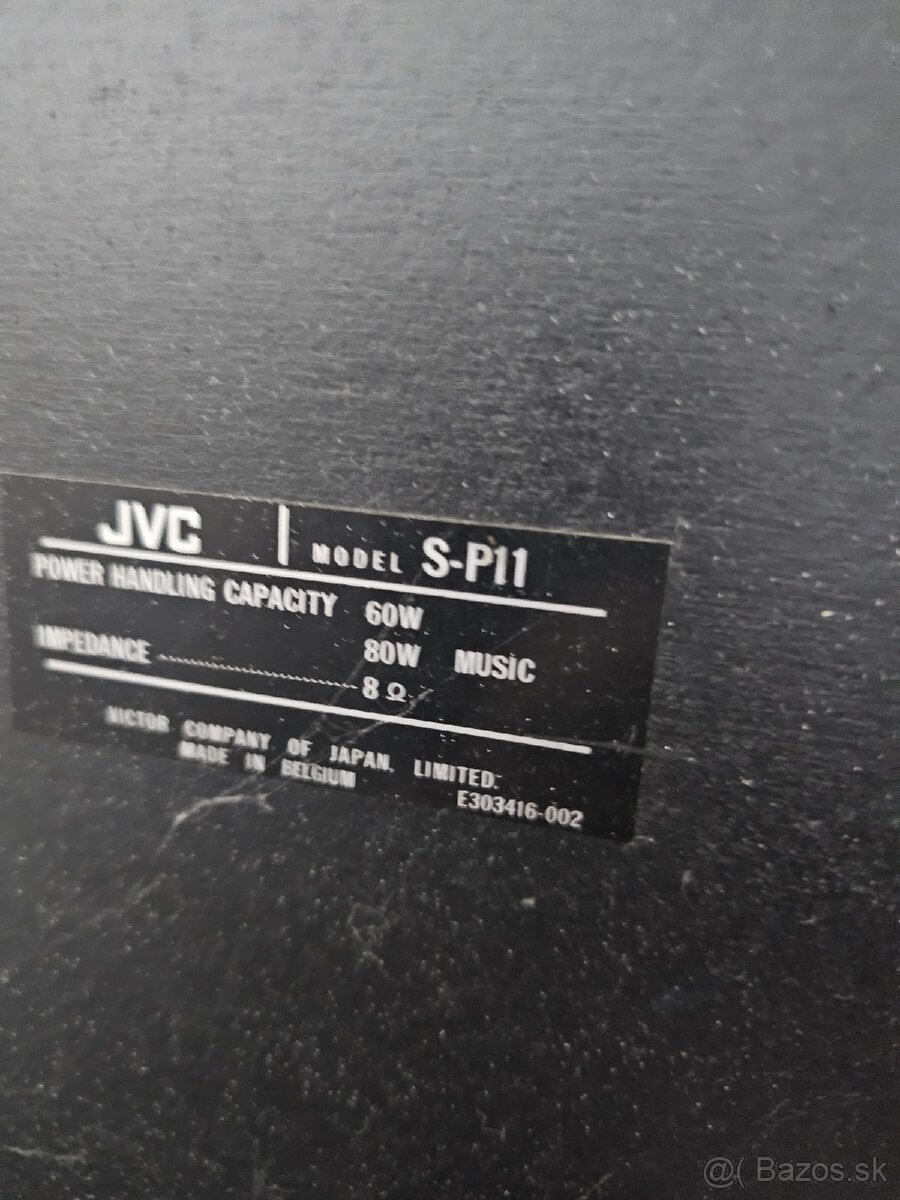 JVC MODEL S-P11
POWER HANDLING CAPACITY 60W
80W MUSIC
IMPEDANCE 8 Ω
VICTOR COMPANY OF JAPAN, LIMITED.
MADE IN BELGIUM
E303416-002
@( Bazos.sk